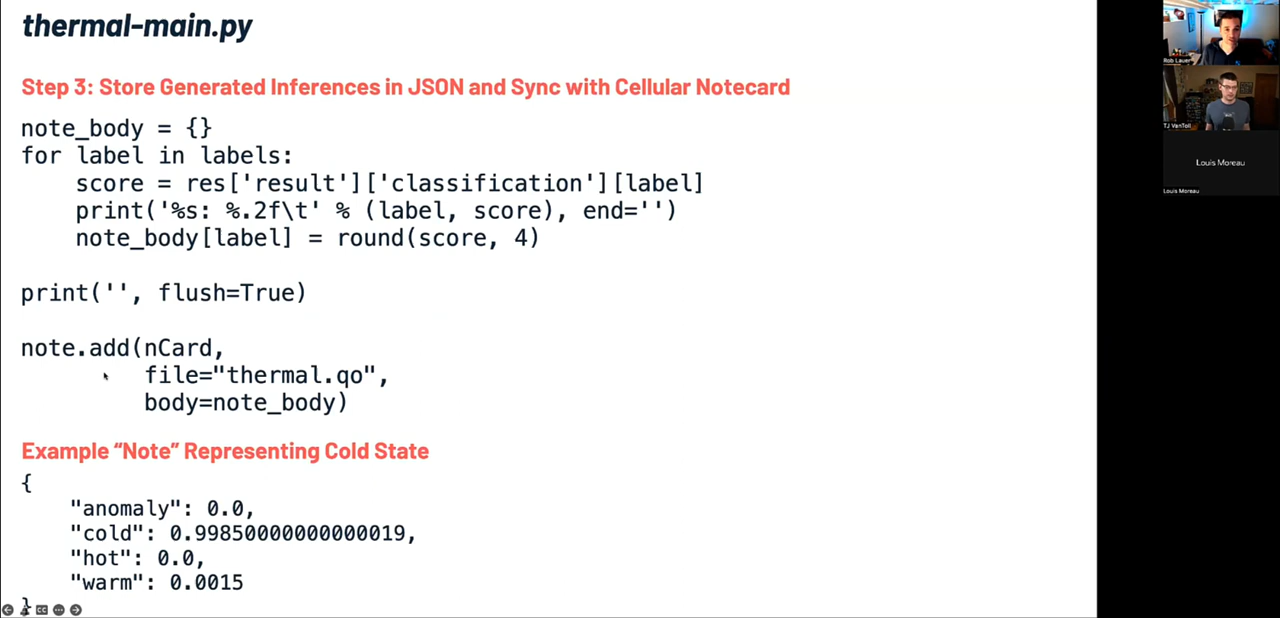 thermal-main.py
Step 3: Store Generated Inferences in JSON and Sync with Cellular Notecard
note_body = {}
for label in labels:
    score = res['result']['classification'][label]
    print('%s: %.2f\t' % (label, score), end='')
    note_body[label] = round(score, 4)
print('', flush=True)
note.add(nCard,
         file="thermal.qo",
         body=note_body)
Example “Note” Representing Cold State
{
    "anomaly": 0.0,
    "cold": 0.99850000000000019,
    "hot": 0.0,
    "warm": 0.0015
}
CC
Rob Lauer
TJ VanToll
Louis Moreau
Louis Moreau